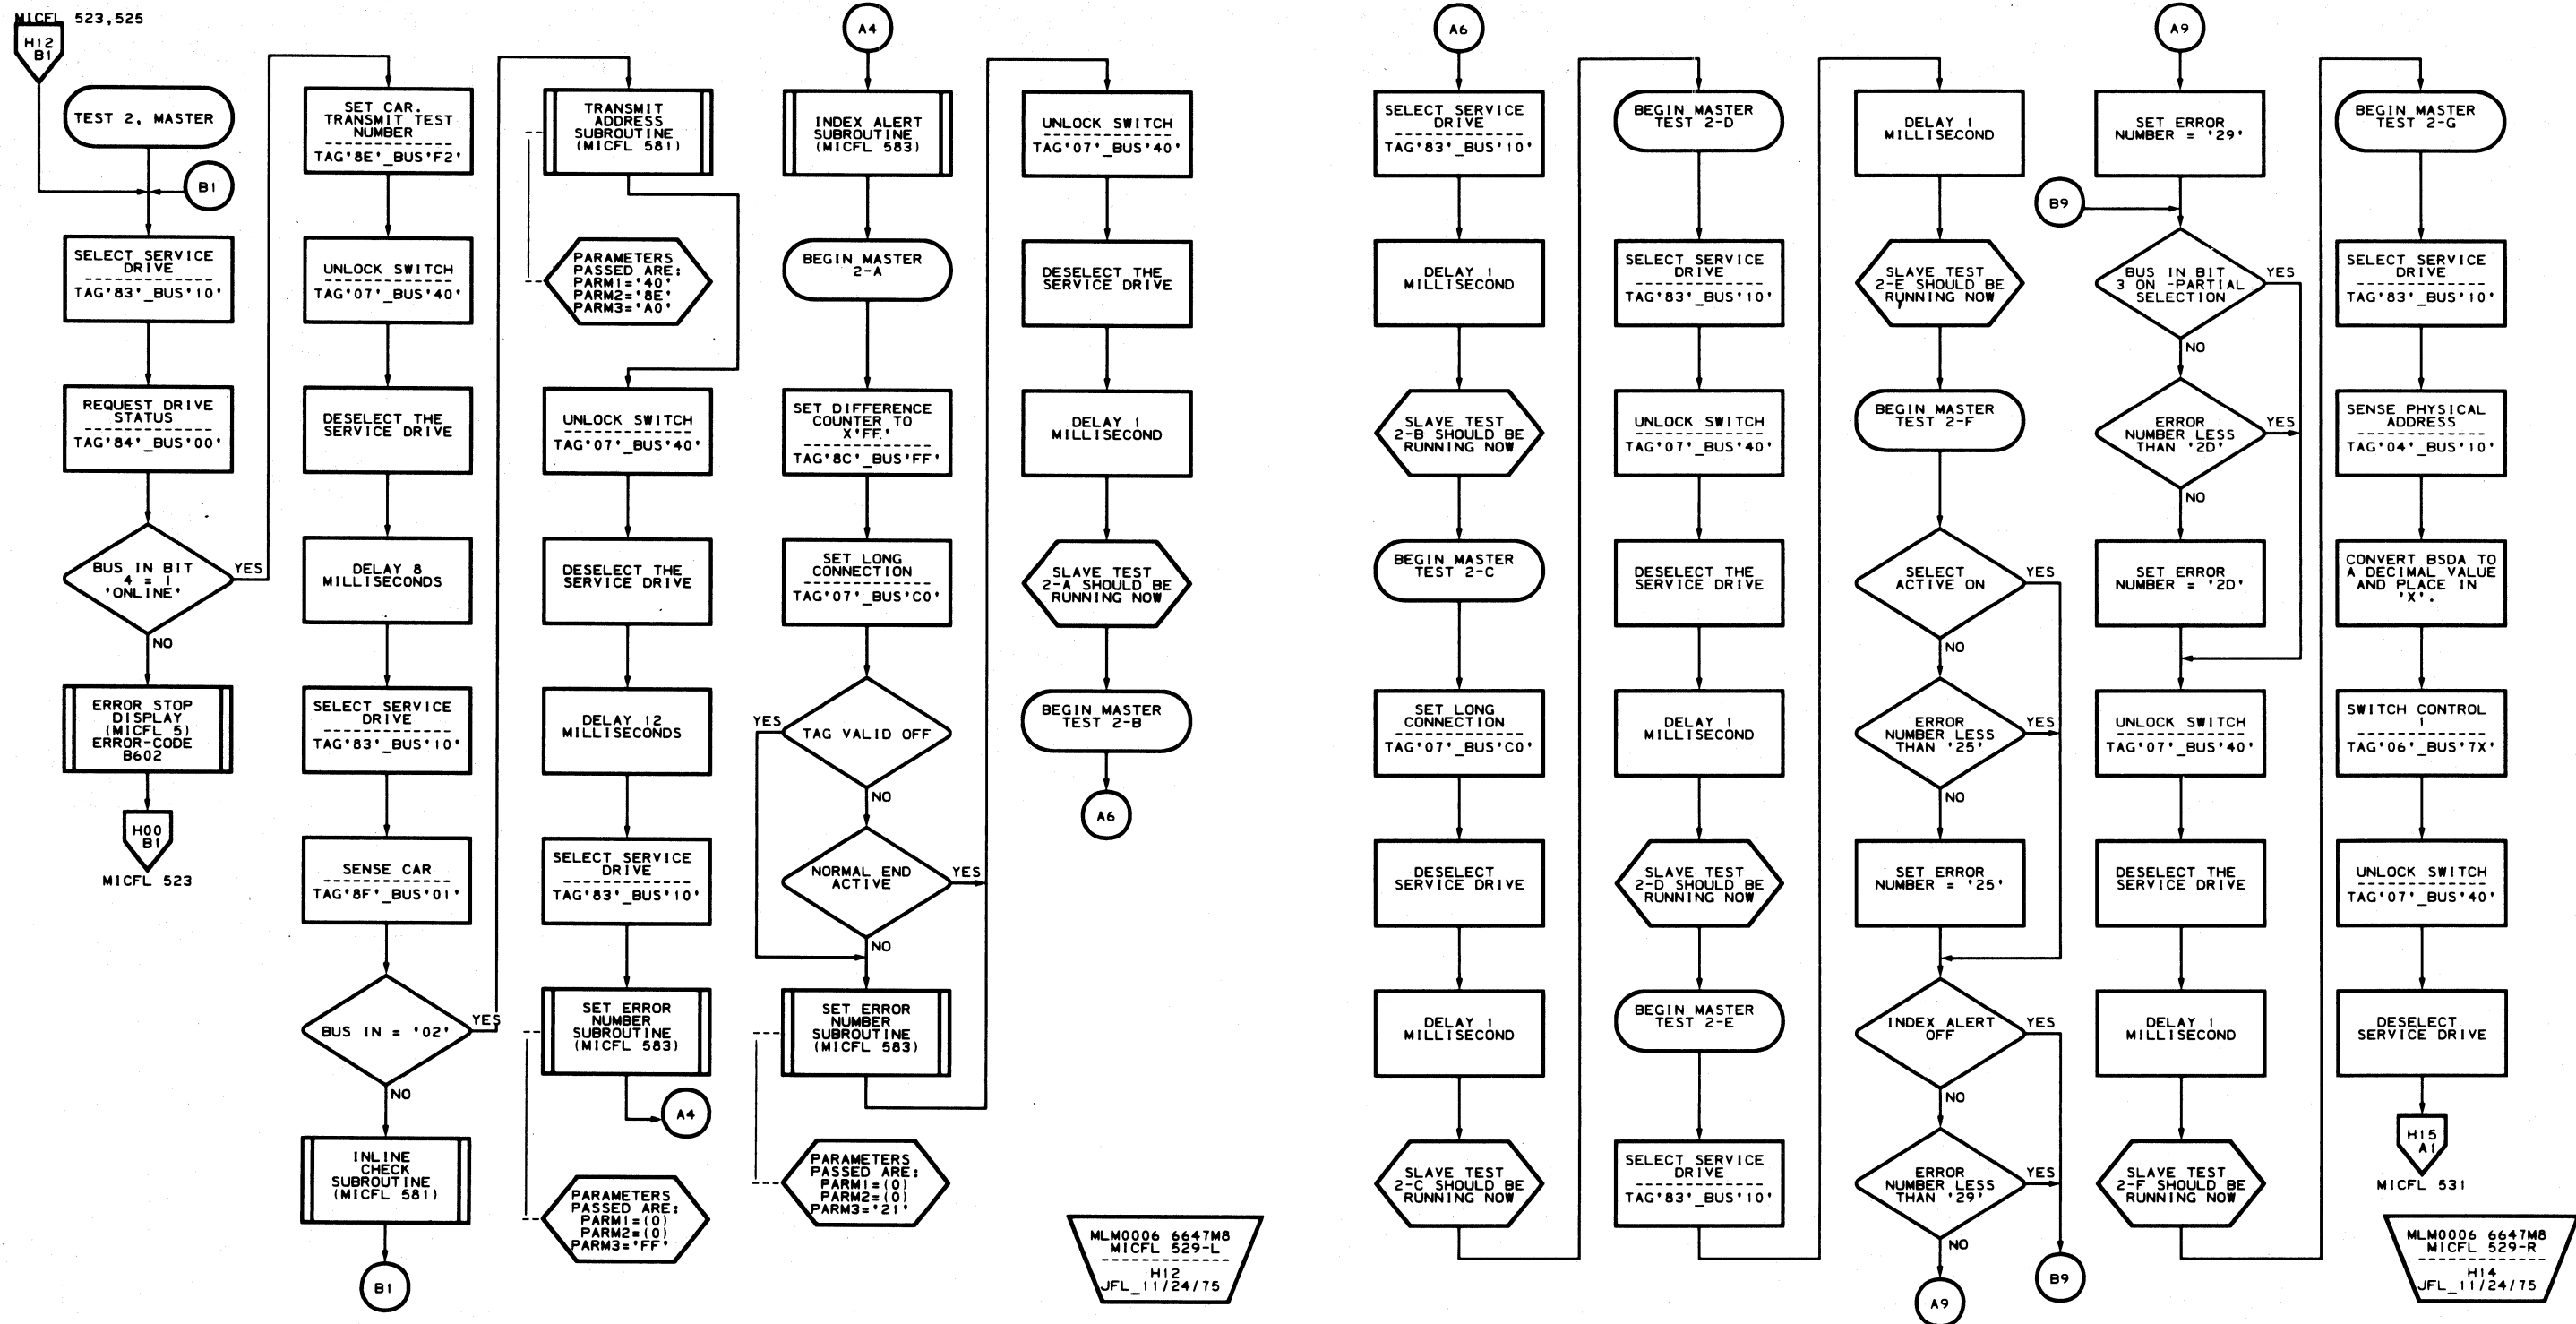 MICFL 523,525
H12
B1
TEST 2, MASTER
B1
SELECT SERVICE
DRIVE
TAG'83'_BUS'10'
REQUEST DRIVE
STATUS
TAG'84'_BUS'00'
BUS IN BIT
4 = 1
'ONLINE'
YES
NO
ERROR STOP
DISPLAY
(MICFL 5)
ERROR-CODE
B602
H00
B1
MICFL 523
SET CAR.
TRANSMIT TEST
NUMBER
TAG'8E'_BUS'F2'
UNLOCK SWITCH
TAG'07'_BUS'40'
DESELECT THE
SERVICE DRIVE
DELAY 8
MILLISECONDS
SELECT SERVICE
DRIVE
TAG'83'_BUS'10'
SENSE CAR
TAG'8F'_BUS'01'
BUS IN = '02'
YES
NO
INLINE
CHECK
SUBROUTINE
(MICFL 581)
B1
TRANSMIT
ADDRESS
SUBROUTINE
(MICFL 581)
PARAMETERS
PASSED ARE:
PARM1='40'
PARM2='8E'
PARM3='A0'
UNLOCK SWITCH
TAG'07'_BUS'40'
DESELECT THE
SERVICE DRIVE
DELAY 12
MILLISECONDS
SELECT SERVICE
DRIVE
TAG'83'_BUS'10'
SET ERROR
NUMBER
SUBROUTINE
(MICFL 583)
A4
PARAMETERS
PASSED ARE:
PARM1=(0)
PARM2=(0)
PARM3='FF'
A4
INDEX ALERT
SUBROUTINE
(MICFL 583)
BEGIN MASTER
2-A
SET DIFFERENCE
COUNTER TO
X'FF'
TAG'8C'_BUS'FF'
SET LONG
CONNECTION
TAG'07'_BUS'C0'
YES
TAG VALID OFF
NO
NORMAL END
ACTIVE
YES
NO
SET ERROR
NUMBER
SUBROUTINE
(MICFL 583)
PARAMETERS
PASSED ARE:
PARM1=(0)
PARM2=(0)
PARM3='21'
UNLOCK SWITCH
TAG'07'_BUS'40'
DESELECT THE
SERVICE DRIVE
DELAY 1
MILLISECOND
SLAVE TEST
2-A SHOULD BE
RUNNING NOW
BEGIN MASTER
TEST 2-B
A6
MLM0006 6647M8
MICFL 529-L
H12
JFL_11/24/75
A6
SELECT SERVICE
DRIVE
TAG'83'_BUS'10'
DELAY 1
MILLISECOND
SLAVE TEST
2-B SHOULD BE
RUNNING NOW
BEGIN MASTER
TEST 2-C
SET LONG
CONNECTION
TAG'07'_BUS'C0'
DESELECT
SERVICE DRIVE
DELAY 1
MILLISECOND
SLAVE TEST
2-C SHOULD BE
RUNNING NOW
BEGIN MASTER
TEST 2-D
SELECT SERVICE
DRIVE
TAG'83'_BUS'10'
UNLOCK SWITCH
TAG'07'_BUS'40'
DESELECT THE
SERVICE DRIVE
DELAY 1
MILLISECOND
SLAVE TEST
2-D SHOULD BE
RUNNING NOW
BEGIN MASTER
TEST 2-E
SELECT SERVICE
DRIVE
TAG'83'_BUS'10'
DELAY 1
MILLISECOND
SLAVE TEST
2-E SHOULD BE
RUNNING NOW
BEGIN MASTER
TEST 2-F
SELECT
ACTIVE ON
YES
NO
ERROR
NUMBER LESS
THAN '25'
YES
NO
SET ERROR
NUMBER = '25'
INDEX ALERT
OFF
YES
NO
ERROR
NUMBER LESS
THAN '29'
YES
NO
A9
B9
A9
SET ERROR
NUMBER = '29'
B9
BUS IN BIT
3 ON -PARTIAL
SELECTION
YES
NO
ERROR
NUMBER LESS
THAN '2D'
YES
NO
SET ERROR
NUMBER = '2D'
UNLOCK SWITCH
TAG'07'_BUS'40'
DESELECT THE
SERVICE DRIVE
DELAY 1
MILLISECOND
SLAVE TEST
2-F SHOULD BE
RUNNING NOW
BEGIN MASTER
TEST 2-G
SELECT SERVICE
DRIVE
TAG'83'_BUS'10'
SENSE PHYSICAL
ADDRESS
TAG'04'_BUS'10'
CONVERT BSDA TO
A DECIMAL VALUE
AND PLACE IN
'X'.
SWITCH CONTROL
1
TAG'06'_BUS'7X'
UNLOCK SWITCH
TAG'07'_BUS'40'
DESELECT
SERVICE DRIVE
H15
A1
MICFL 531
MLM0006 6647M8
MICFL 529-R
H14
JFL_11/24/75